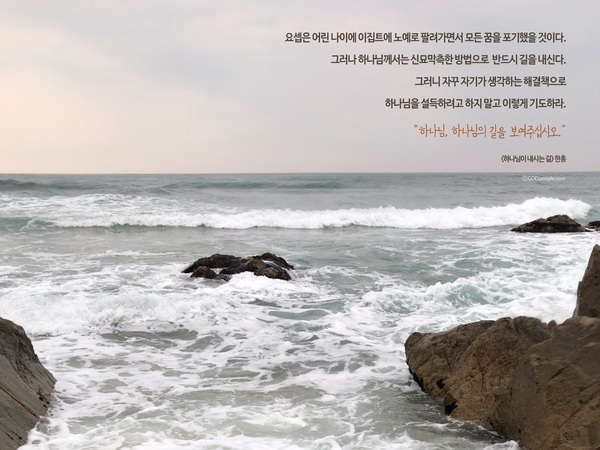 요셉은 어린 나이에 이집트에 노예로 팔려가면서 모든 꿈을 포기했을 것이다.
그러나 하나님께서는 신묘막측한 방법으로 반드시 길을 내신다.
그러니 자꾸 자기가 생각하는 해결책으로
하나님을 설득하려고 하지 말고 이렇게 기도하라.
"하나님, 하나님의 길을 보여주십시오."
《하나님이 내시는 길》 한홍
ⓒGODpeople.com